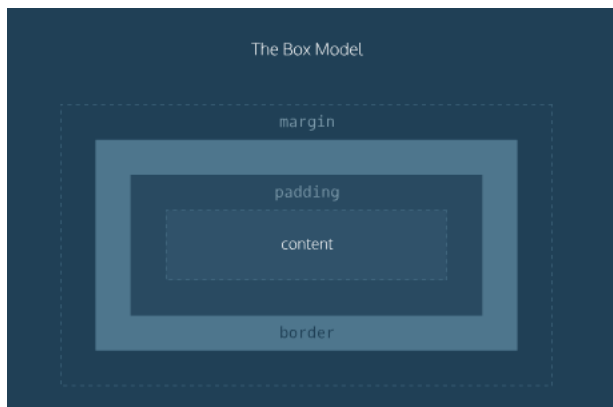 The Box Model
margin
padding
content
border